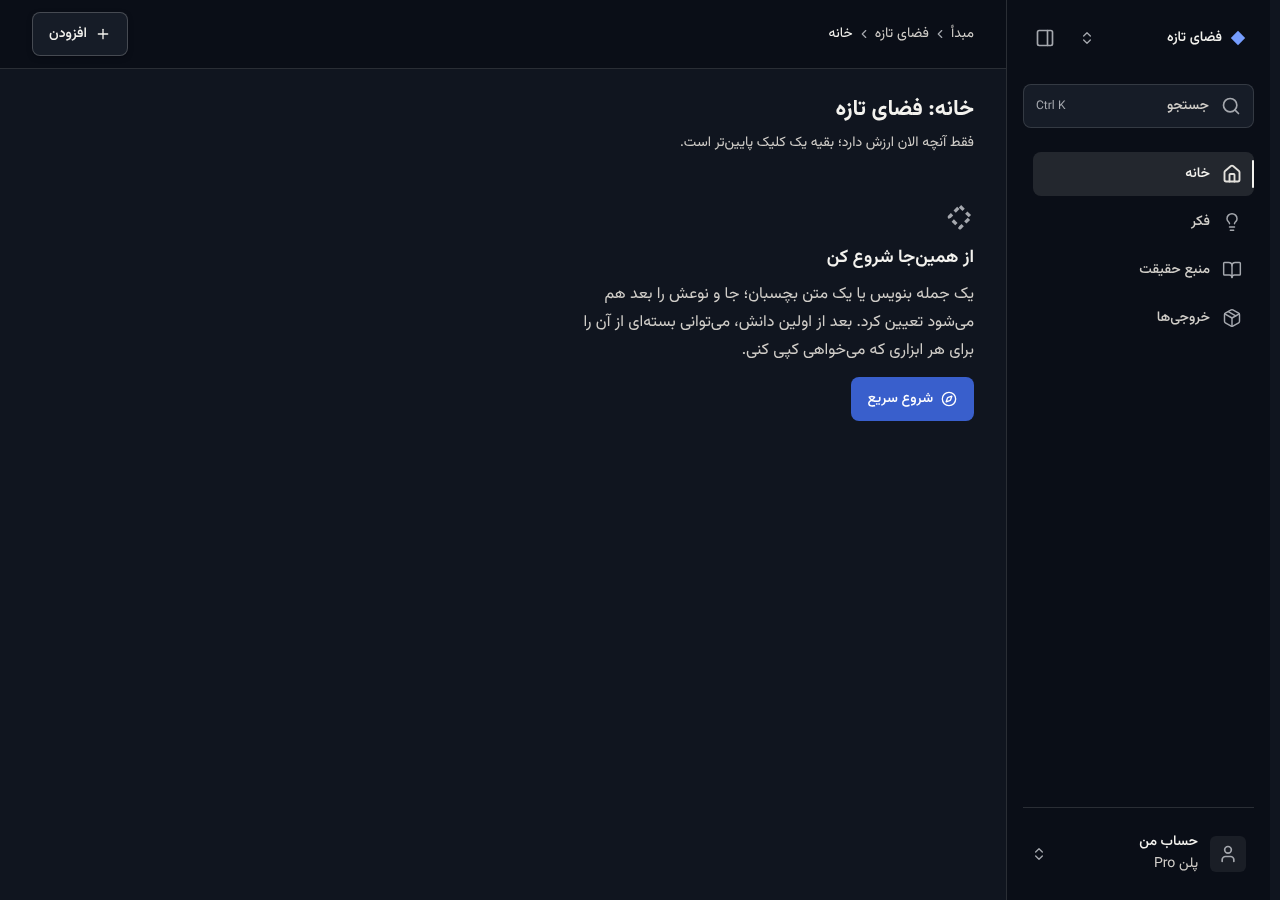 فضای تازه
جستجو
Ctrl K
خانه
فکر
منبع حقیقت
خروجی‌ها
حساب من
پلن Pro
مبدأ
فضای تازه
خانه
افزودن
خانه: فضای تازه
فقط آنچه الان ارزش دارد؛ بقیه یک کلیک پایین‌تر است.
از همین‌جا شروع کن
یک جمله بنویس یا یک متن بچسبان؛ جا و نوعش را بعد هم
می‌شود تعیین کرد. بعد از اولین دانش، می‌توانی بسته‌ای از آن را
برای هر ابزاری که می‌خواهی کپی کنی.
شروع سریع